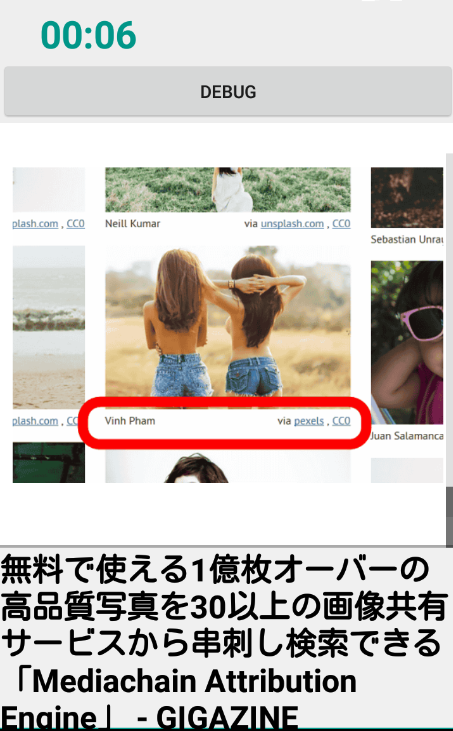 00:06
DEBUG
plash.com , CC0
Neill Kumar
via unsplash.com , CC0
Sebastian Unrau
plash.com , CC
Vinh Pham
via pexels , CC0
Juan Salamanca
無料で使える1億枚オーバーの
高品質写真を30以上の画像共有
サービスから串刺し検索できる
「Mediachain Attribution
Engine」 - GIGAZINE